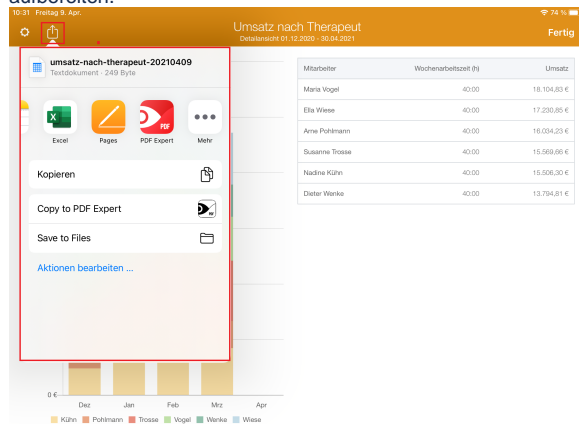 aufbereiten.
10:31 Freitag 9. Apr.
74 %
Umsatz nach Therapeut
Detailansicht 01.12.2020 - 30.04.2021
Fertig
umsatz-nach-therapeut-20210409
Textdokument · 249 Byte
Excel
Pages
PDF
PDF Expert
Mehr
Kopieren
Copy to PDF Expert
Save to Files
Aktionen bearbeiten ...
Mitarbeiter Wochenarbeitszeit (h) Umsatz
Maria Vogel 40:00 18.104,83 €
Ella Wiese 40:00 17.230,85 €
Arne Pohlmann 40:00 16.034,23 €
Susanne Trosse 40:00 15.569,66 €
Nadine Kühn 40:00 15.506,30 €
Dieter Wenke 40:00 13.794,81 €
0 €
Dez Jan Feb Mrz Apr
Kühn Pohlmann Trosse Vogel Wenke Wiese